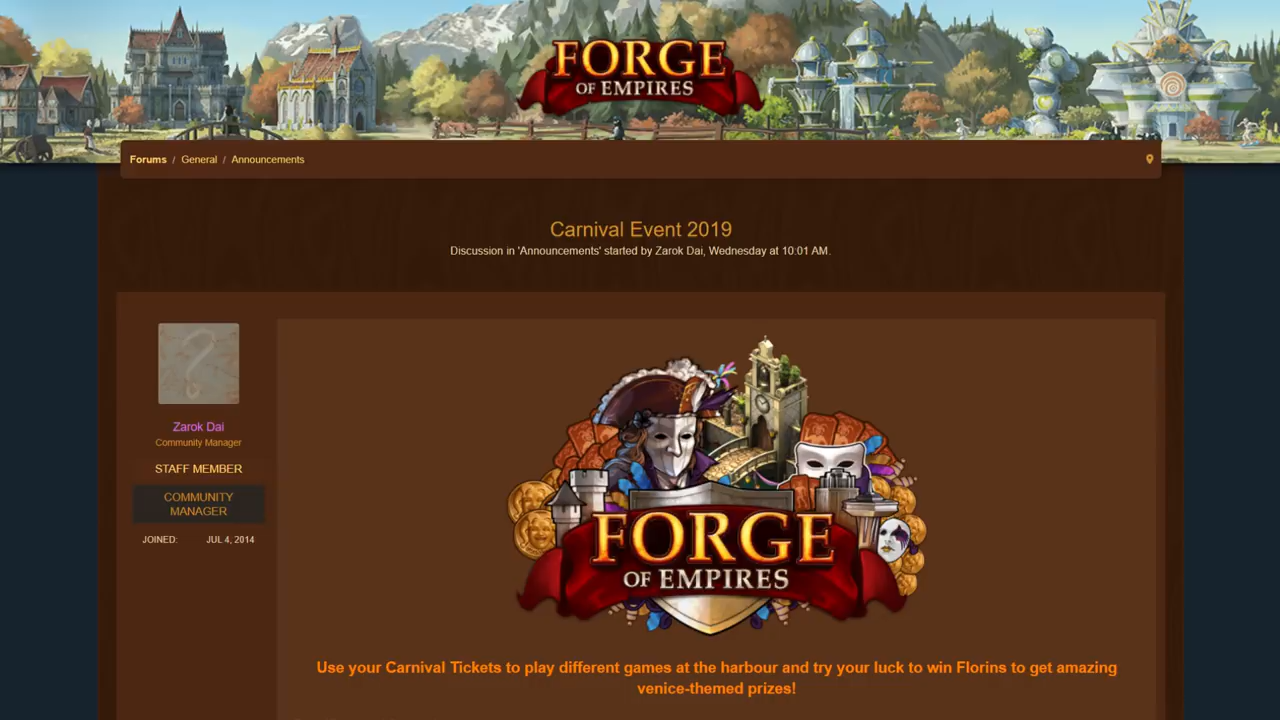 FORGE
OF EMPIRES
Forums / General / Announcements
Carnival Event 2019
Discussion in 'Announcements' started by Zarok Dai, Wednesday at 10:01 AM.
Zarok Dai
Community Manager
STAFF MEMBER
COMMUNITY
MANAGER
JOINED: JUL 4, 2014
FORGE
OF EMPIRES
Use your Carnival Tickets to play different games at the harbour and try your luck to win Florins to get amazing
venice-themed prizes!